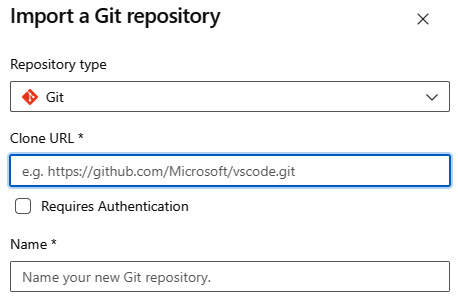 Import a Git repository
Repository type
Git
Clone URL *
e.g. https://github.com/Microsoft/vscode.git
Requires Authentication
Name *
Name your new Git repository.